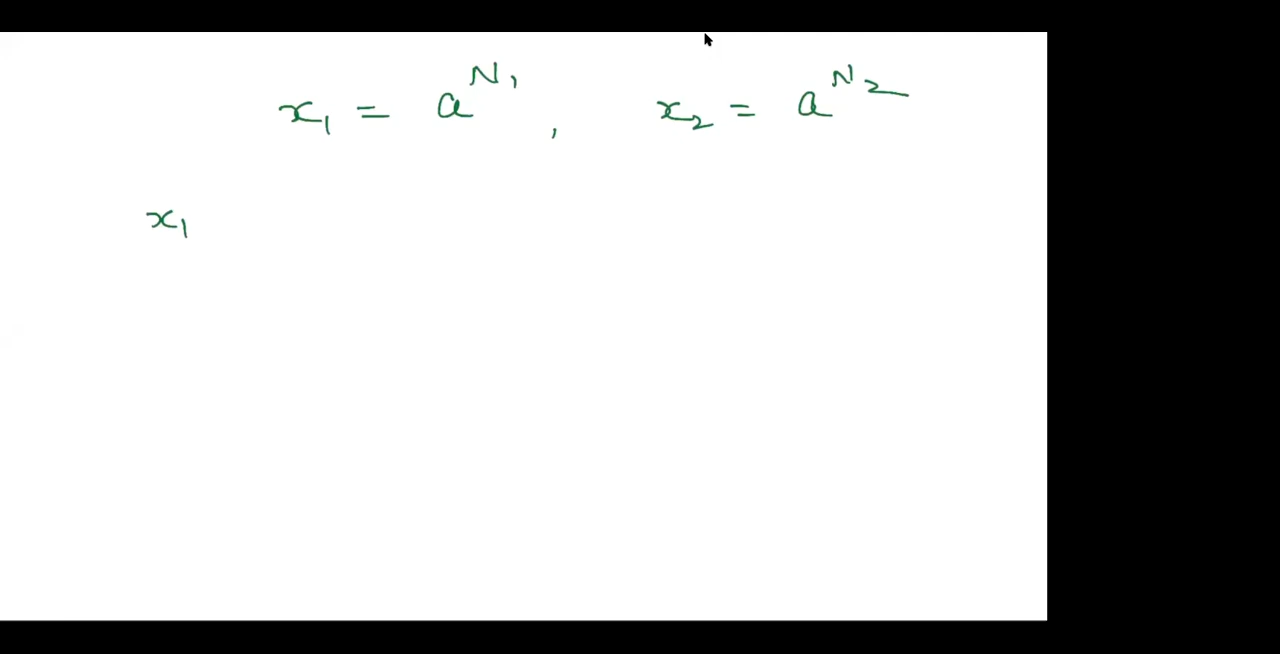 x₁ = a^N₁ , x₂ = a^N₂
x₁